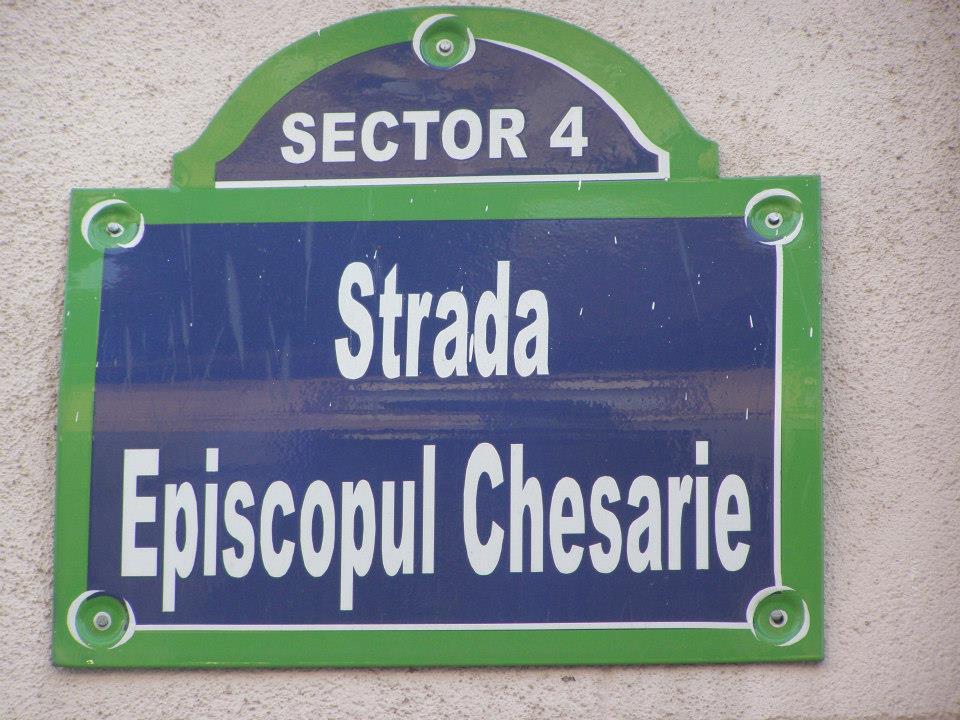 SECTOR 4
Strada
Episcopul Chesarie